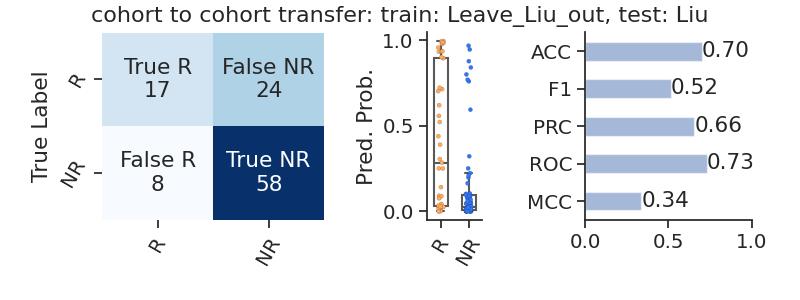 cohort to cohort transfer: train: Leave_Liu_out, test: Liu
True Label
R
NR
True R
17
False NR
24
False R
8
True NR
58
R
NR
Pred. Prob.
1.0
0.5
0.0
R
NR
ACC
0.70
F1
0.52
PRC
0.66
ROC
0.73
MCC
0.34
0.0
0.5
1.0